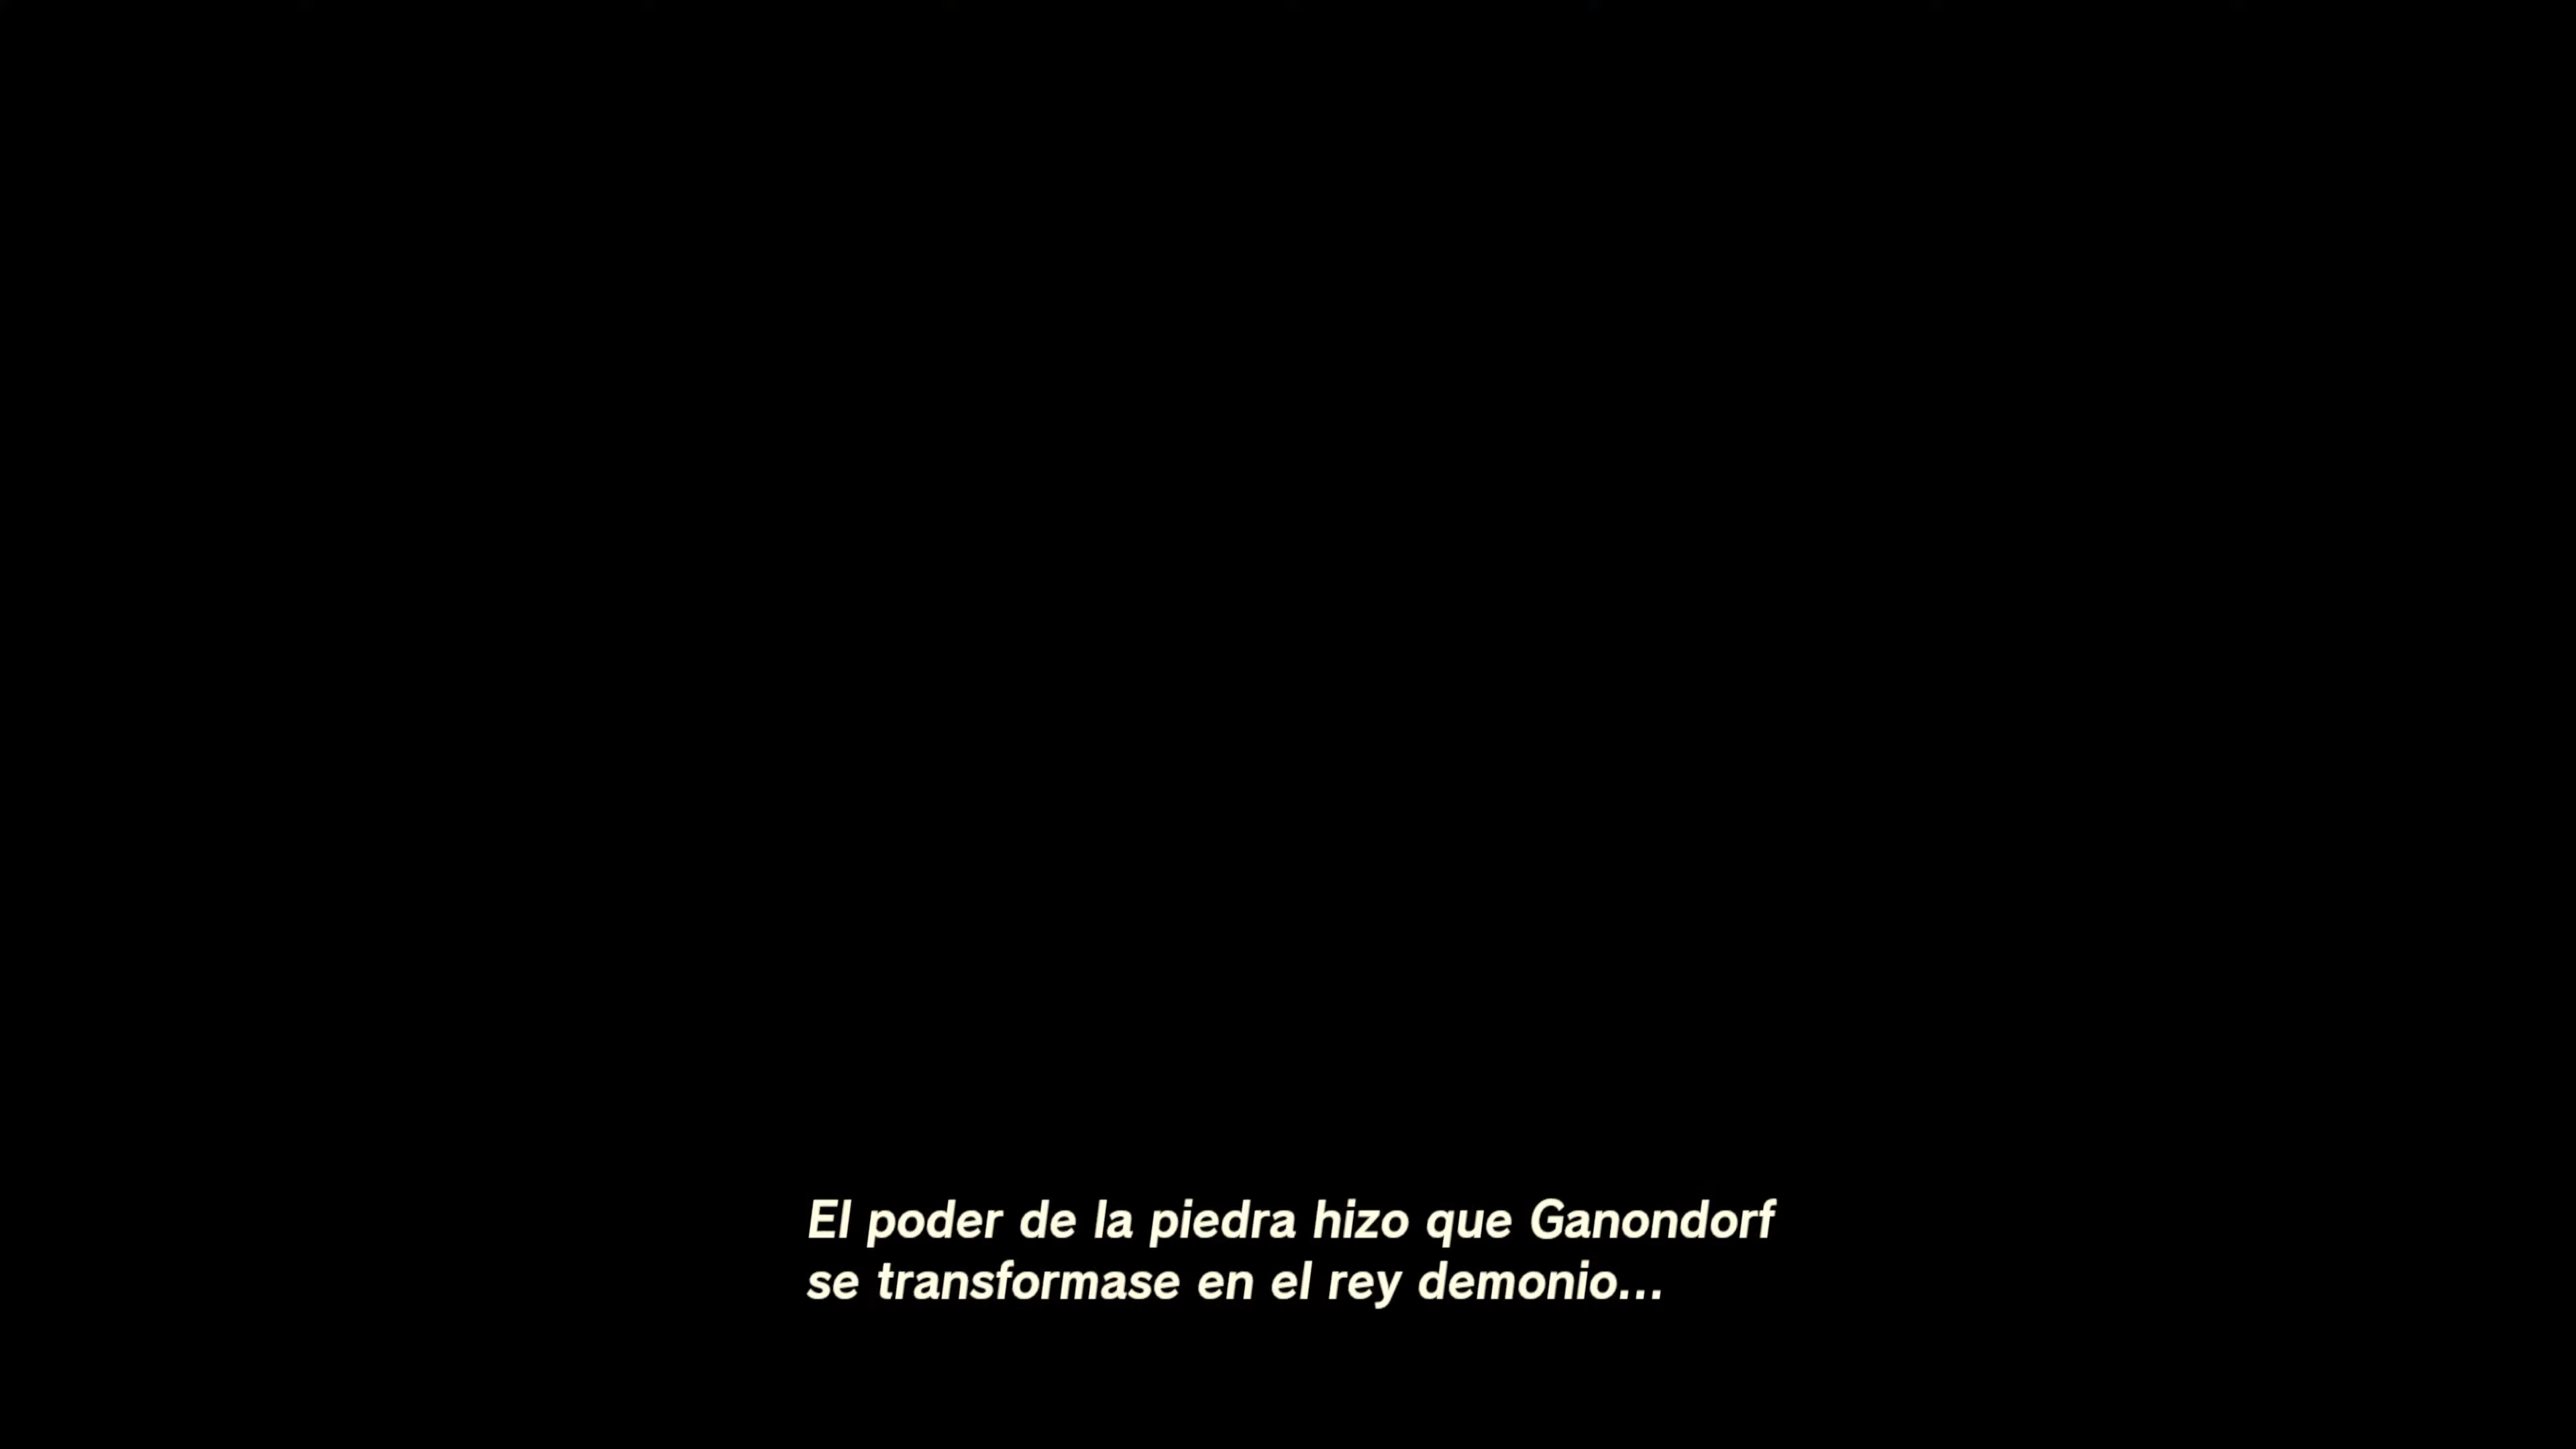 El poder de la piedra hizo que Ganondorf
se transformase en el rey demonio...